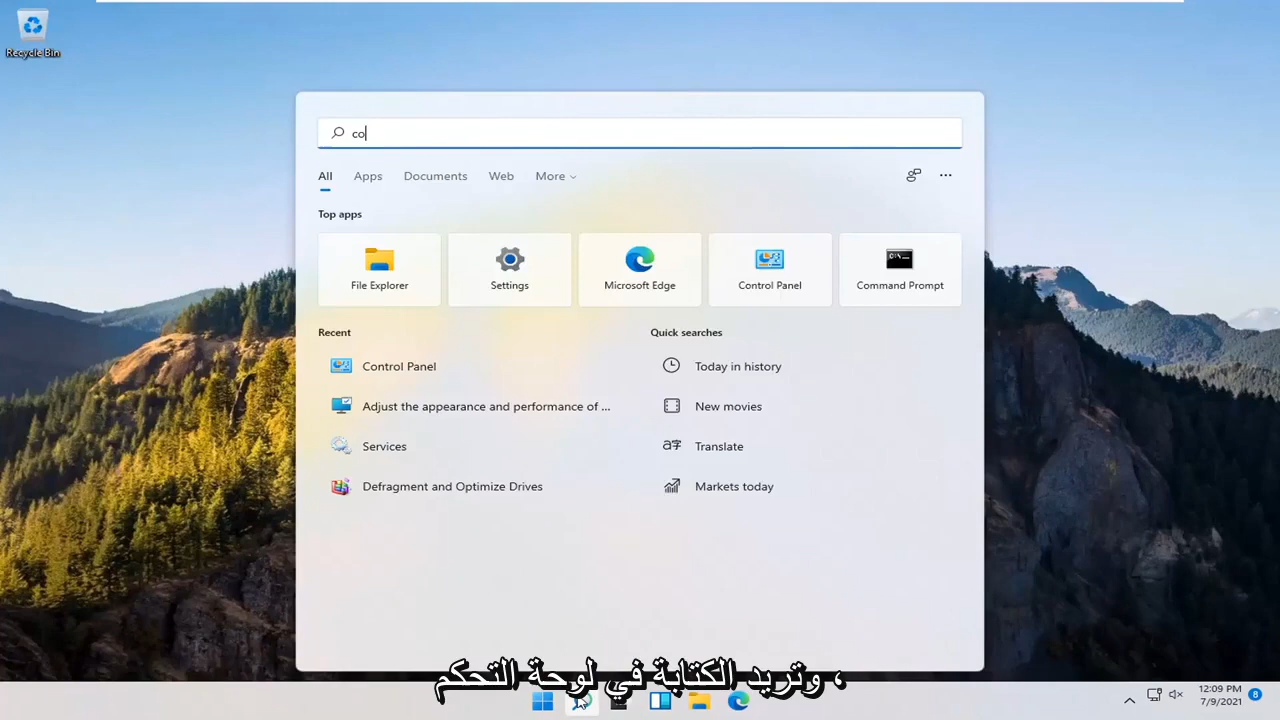 Recycle Bin
co
All Apps Documents Web More
Top apps
File Explorer Settings Microsoft Edge Control Panel Command Prompt
Recent Quick searches
Control Panel Today in history
Adjust the appearance and performance of ... New movies
Services Translate
Defragment and Optimize Drives Markets today
، وتريد الكتابة في لوحة التحكم
12:09 PM
7/9/2021
8